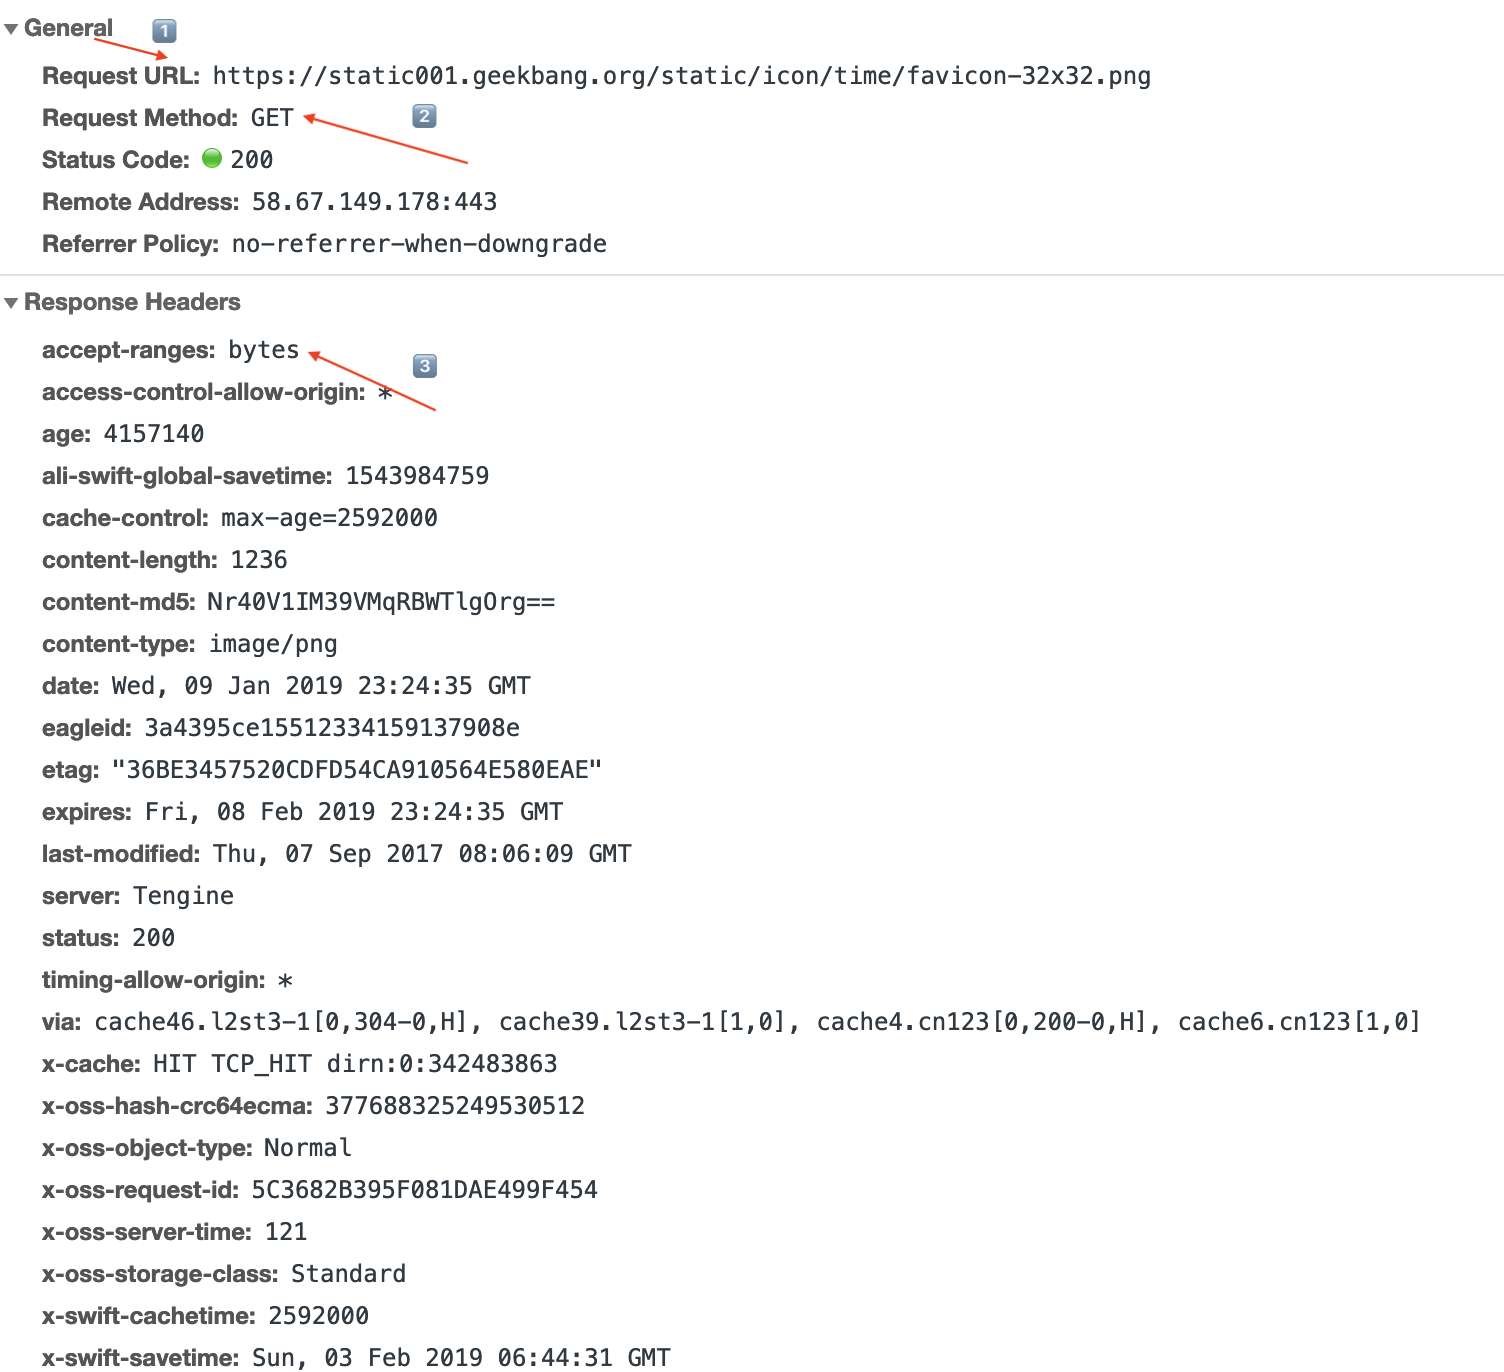 General 1
Request URL: https://static001.geekbang.org/static/icon/time/favicon-32x32.png
Request Method: GET 2
Status Code: 200
Remote Address: 58.67.149.178:443
Referrer Policy: no-referrer-when-downgrade
Response Headers
accept-ranges: bytes 3
access-control-allow-origin: *
age: 4157140
ali-swift-global-savetime: 1543984759
cache-control: max-age=2592000
content-length: 1236
content-md5: Nr40V1IM39VMqRBWTlgOrg==
content-type: image/png
date: Wed, 09 Jan 2019 23:24:35 GMT
eagleid: 3a4395ce15512334159137908e
etag: "36BE3457520CDFD54CA910564E580EAE"
expires: Fri, 08 Feb 2019 23:24:35 GMT
last-modified: Thu, 07 Sep 2017 08:06:09 GMT
server: Tengine
status: 200
timing-allow-origin: *
via: cache46.l2st3-1[0,304-0,H], cache39.l2st3-1[1,0], cache4.cn123[0,200-0,H], cache6.cn123[1,0]
x-cache: HIT TCP_HIT dirn:0:342483863
x-oss-hash-crc64ecma: 377688325249530512
x-oss-object-type: Normal
x-oss-request-id: 5C3682B395F081DAE499F454
x-oss-server-time: 121
x-oss-storage-class: Standard
x-swift-cachetime: 2592000
x-swift-savetime: Sun, 03 Feb 2019 06:44:31 GMT